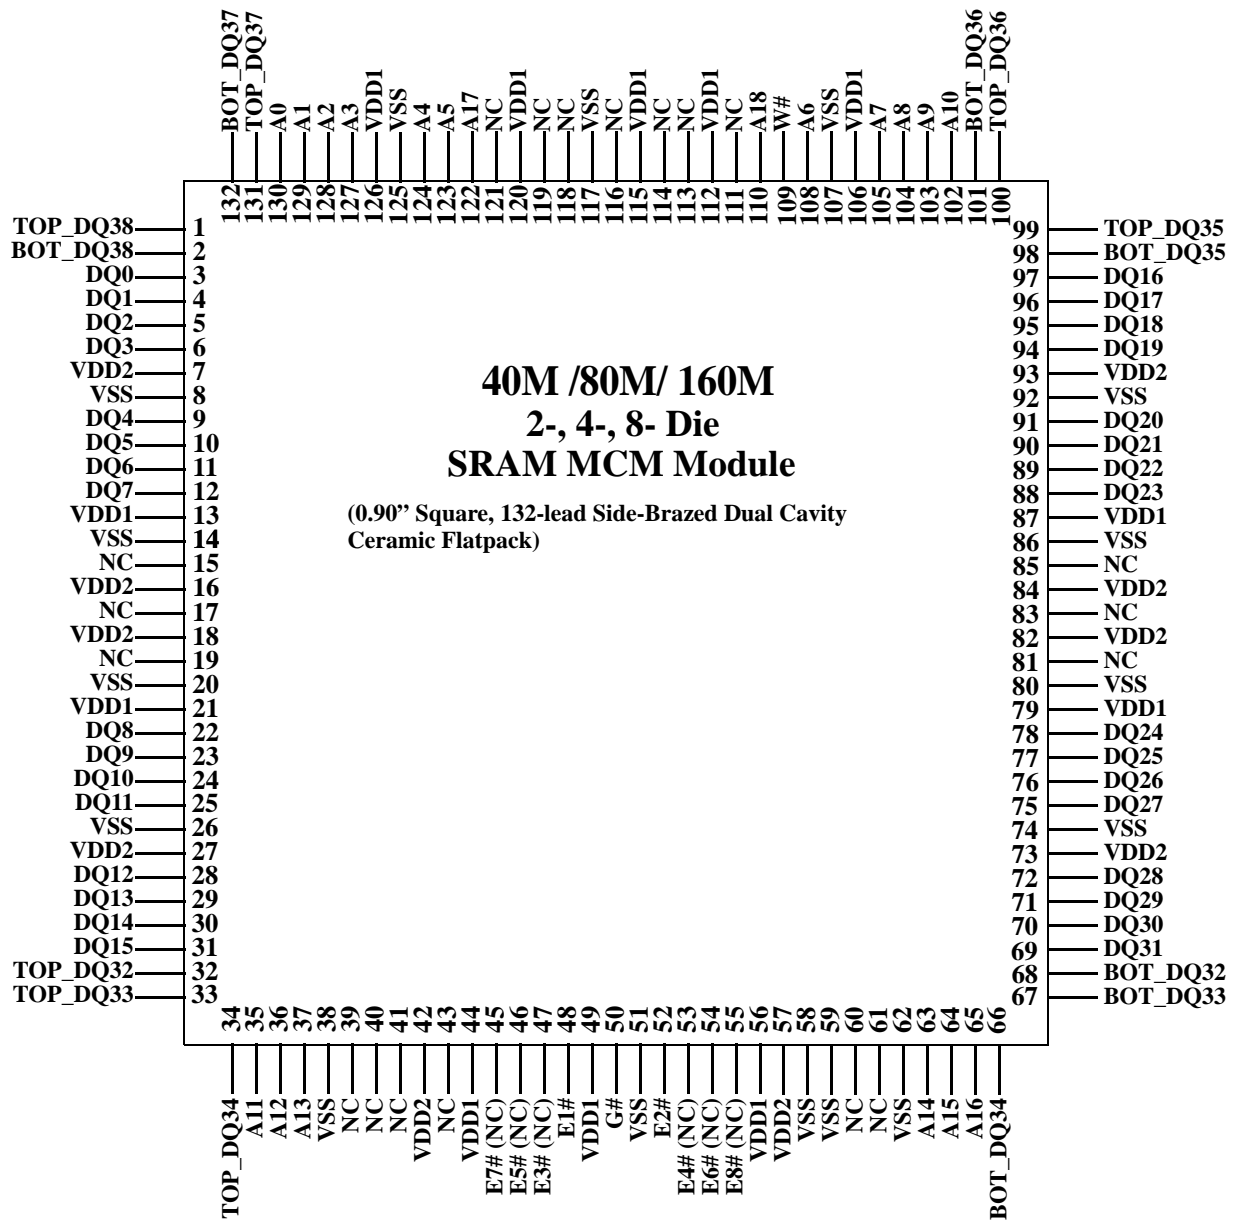 BOT_DQ37
TOP_DQ37
A0
A1
A2
A3
VDD1
VSS
A4
A5
A17
NC
VDD1
NC
NC
VSS
NC
VDD1
NC
NC
VDD1
NC
A18
W#
A6
VSS
VDD1
A7
A8
A9
A10
BOT_DQ36
TOP_DQ36
132
131
130
129
128
127
126
125
124
123
122
121
120
119
118
117
116
115
114
113
112
111
110
109
108
107
106
105
104
103
102
101
100
TOP_DQ38 1
BOT_DQ38 2
DQ0 3
DQ1 4
DQ2 5
DQ3 6
VDD2 7
VSS 8
DQ4 9
DQ5 10
DQ6 11
DQ7 12
VDD1 13
VSS 14
NC 15
VDD2 16
NC 17
VDD2 18
NC 19
VSS 20
VDD1 21
DQ8 22
DQ9 23
DQ10 24
DQ11 25
VSS 26
VDD2 27
DQ12 28
DQ13 29
DQ14 30
DQ15 31
TOP_DQ32 32
TOP_DQ33 33
40M /80M/ 160M
2-, 4-, 8- Die
SRAM MCM Module
(0.90” Square, 132-lead Side-Brazed Dual Cavity
Ceramic Flatpack)
99 TOP_DQ35
98 BOT_DQ35
97 DQ16
96 DQ17
95 DQ18
94 DQ19
93 VDD2
92 VSS
91 DQ20
90 DQ21
89 DQ22
88 DQ23
87 VDD1
86 VSS
85 NC
84 VDD2
83 NC
82 VDD2
81 NC
80 VSS
79 VDD1
78 DQ24
77 DQ25
76 DQ26
75 DQ27
74 VSS
73 VDD2
72 DQ28
71 DQ29
70 DQ30
69 DQ31
68 BOT_DQ32
67 BOT_DQ33
34
35
36
37
38
39
40
41
42
43
44
45
46
47
48
49
50
51
52
53
54
55
56
57
58
59
60
61
62
63
64
65
66
TOP_DQ34
A11
A12
A13
VSS
NC
NC
NC
VDD2
NC
VDD1
E7# (NC)
E5# (NC)
E3# (NC)
E1#
VDD1
G#
VSS
E2#
E4# (NC)
E6# (NC)
E8# (NC)
VDD1
VDD2
VSS
VSS
NC
NC
VSS
A14
A15
A16
BOT_DQ34